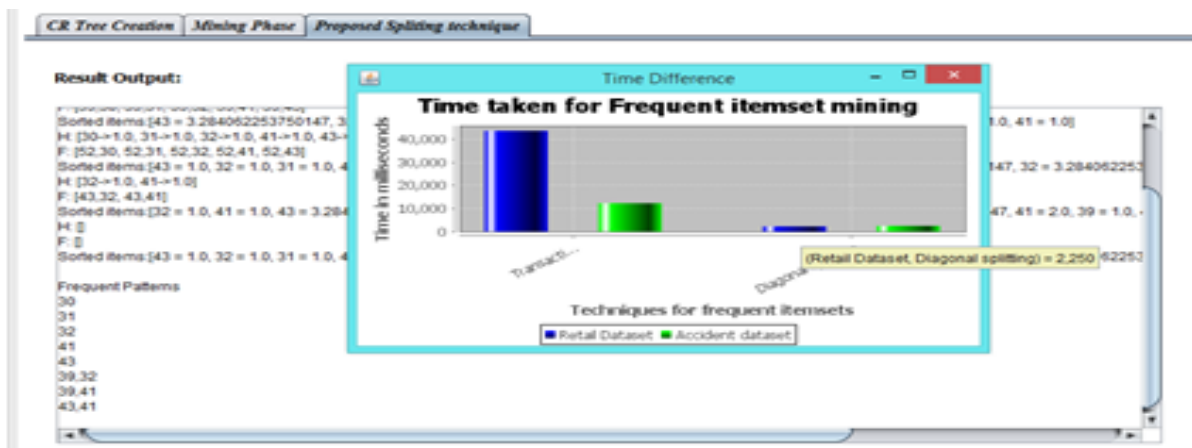 CR Tree Creation Mining Phase Proposed Spliting technique
Result Output:
Sorted items:[43 = 3.2840622537501​47, 3
H: [30->1.0, 31->1.0, 32->1.0, 41->1.0, 43->
F: [52,30, 52,31, 52,32, 52,41, 52,43]
Sorted items:[43 = 1.0, 32 = 1.0, 31 = 1.0, 4
H: [32->1.0, 41->1.0]
F: [43,32, 43,41]
Sorted items:[32 = 1.0, 41 = 1.0, 43 = 3.284
H: []
F: []
Sorted items:[43 = 1.0, 32 = 1.0, 31 = 1.0, 4
Frequent Patterns
30
31
32
41
43
39,32
39,41
43,41
Time Difference
Time taken for Frequent itemset mining
Time in milliseconds
40,000
30,000
20,000
10,000
0
Transacti...
Diagona
(Retail Dataset, Diagonal splitting) = 2,250
Techniques for frequent itemsets
Retail Dataset Accident dataset
1.0, 41 = 1.0]
147, 32 = 3.284062253
47, 41 = 2.0, 39 = 1.0,
62253